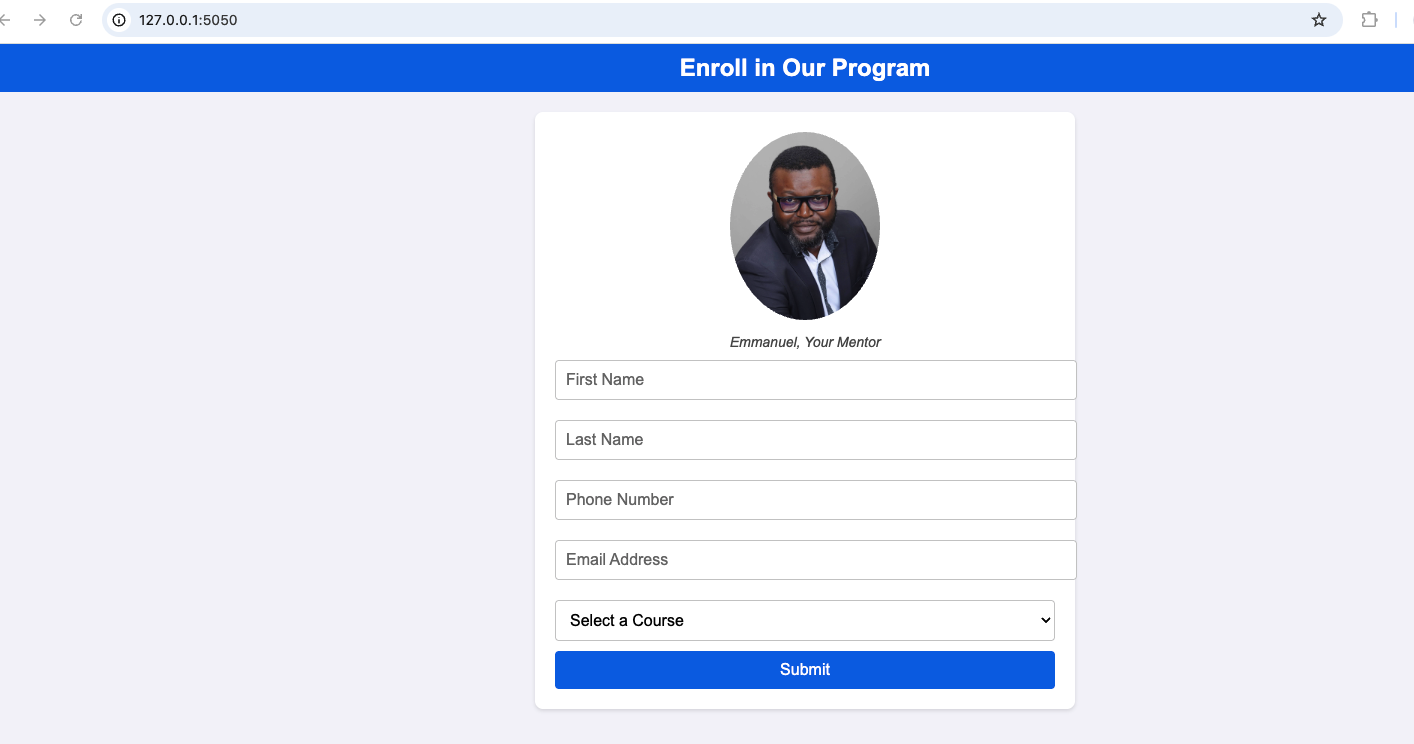 127.0.0.1:5050
Enroll in Our Program
Emmanuel, Your Mentor
First Name
Last Name
Phone Number
Email Address
Select a Course
Submit